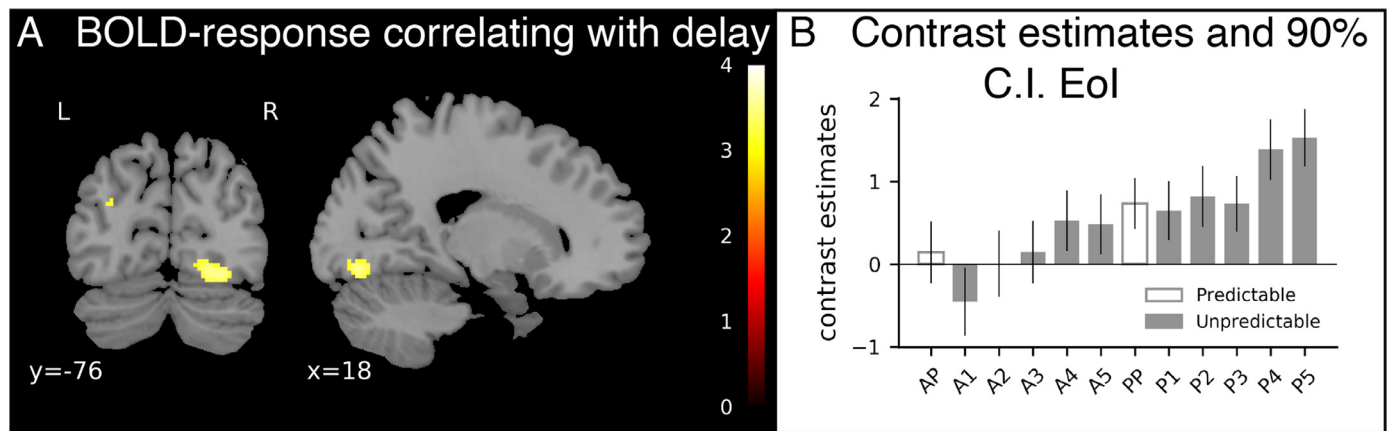 A BOLD-response correlating with delay
L
R
4
3
2
1
0
y=-76
x=18
B Contrast estimates and 90%
C.I. EoI
contrast estimates
2
1
0
−1
Predictable
Unpredictable
AP A1 A2 A3 A4 A5 PP P1 P2 P3 P4 P5